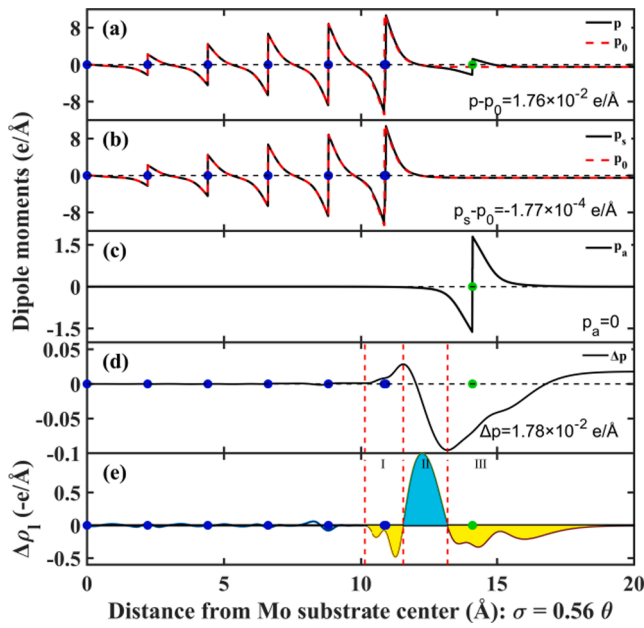 Dipole moments (e/Å)
(a)
p
p₀
p-p₀=1.76×10⁻² e/Å
8
0
-8
(b)
pₛ
p₀
pₛ-p₀=-1.77×10⁻⁴ e/Å
8
0
-8
(c)
pₐ
pₐ=0
1.5
0
-1.5
(d)
Δp
Δp=1.78×10⁻² e/Å
0.05
0
-0.05
-0.1
(e)
I
II
III
Δρ₁ (-e/Å)
0.5
0
-0.5
0
5
10
15
20
Distance from Mo substrate center (Å): σ = 0.56 θ